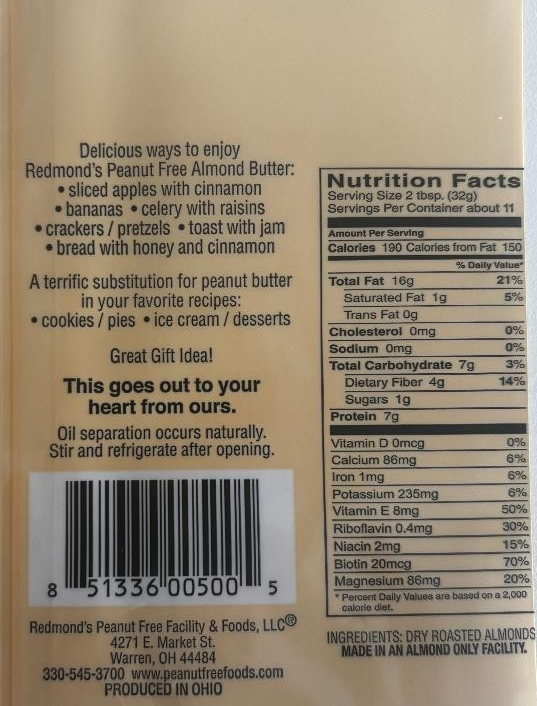 Delicious ways to enjoy
Redmond's Peanut Free Almond Butter:
• sliced apples with cinnamon
• bananas • celery with raisins
• crackers / pretzels • toast with jam
• bread with honey and cinnamon
A terrific substitution for peanut butter
in your favorite recipes:
• cookies / pies • ice cream / desserts
Great Gift Idea!
This goes out to your
heart from ours.
Oil separation occurs naturally.
Stir and refrigerate after opening.
8 51336 00500 5
Redmond's Peanut Free Facility & Foods, LLC®
4271 E. Market St.
Warren, OH 44484
330-545-3700 www.peanutfreefoods.com
PRODUCED IN OHIO
Nutrition Facts
Serving Size 2 tbsp. (32g)
Servings Per Container about 11
Amount Per Serving
Calories 190 Calories from Fat 150
% Daily Value*
Total Fat 16g 21%
Saturated Fat 1g 5%
Trans Fat 0g
Cholesterol 0mg 0%
Sodium 0mg 0%
Total Carbohydrate 7g 3%
Dietary Fiber 4g 14%
Sugars 1g
Protein 7g
Vitamin D 0mcg 0%
Calcium 86mg 6%
Iron 1mg 6%
Potassium 235mg 6%
Vitamin E 8mg 50%
Riboflavin 0.4mg 30%
Niacin 2mg 15%
Biotin 20mcg 70%
Magnesium 86mg 20%
* Percent Daily Values are based on a 2,000
calorie diet.
INGREDIENTS: DRY ROASTED ALMONDS
MADE IN AN ALMOND ONLY FACILITY.